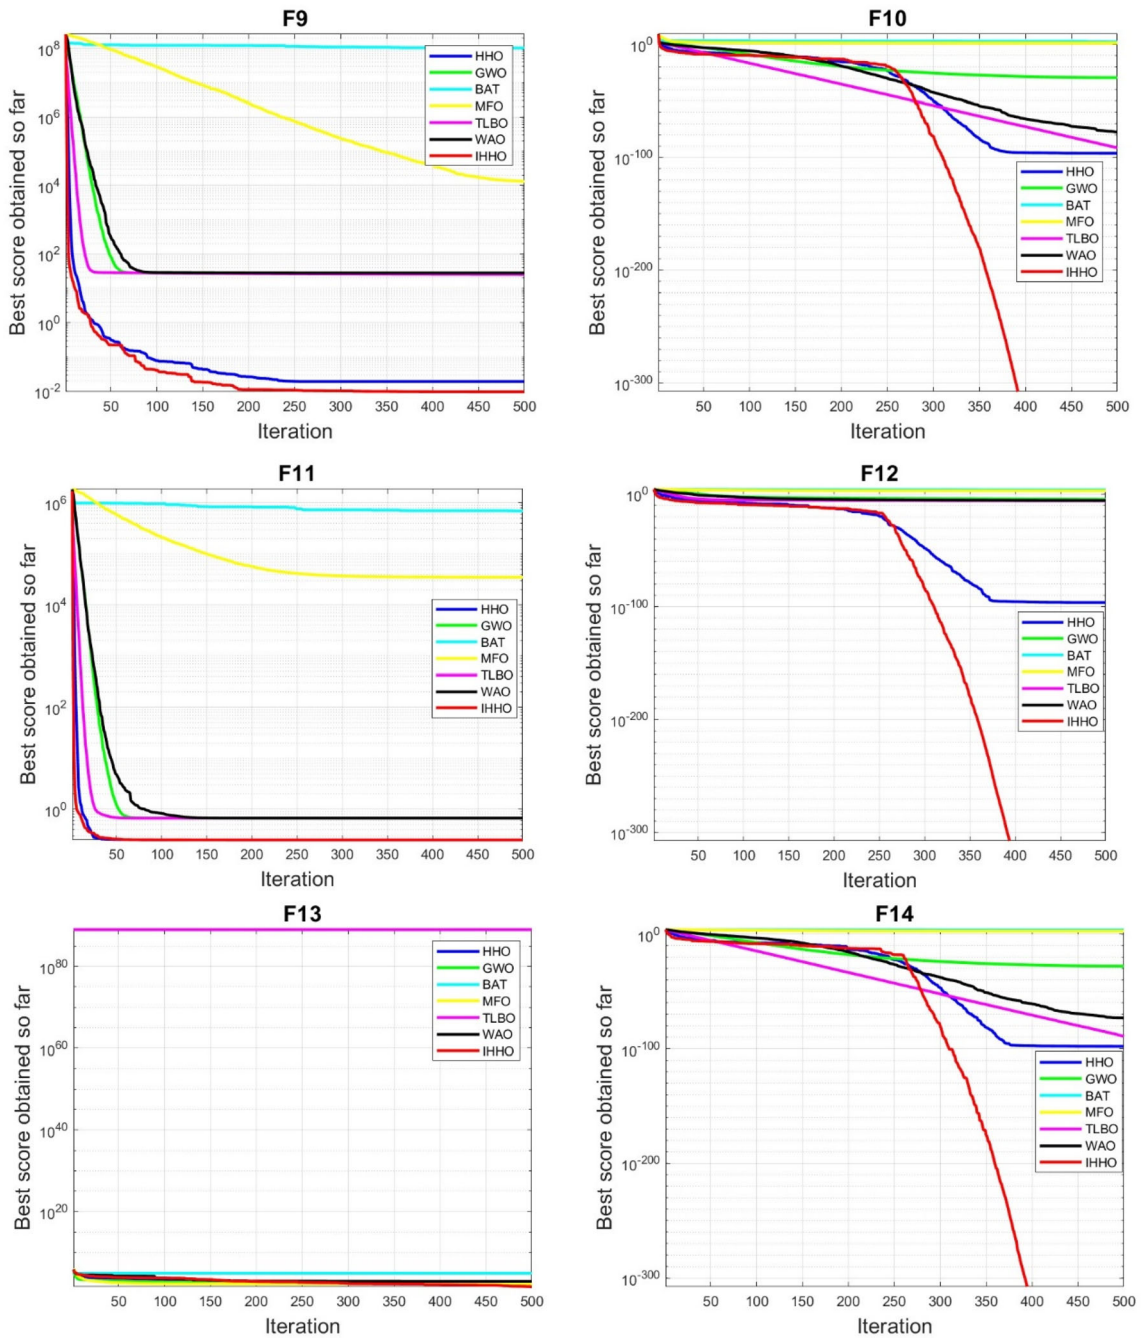 F9
Best score obtained so far
10^8
10^6
10^4
10^2
10^0
10^-2
50 100 150 200 250 300 350 400 450 500
Iteration
HHO
GWO
BAT
MFO
TLBO
WAO
IHHO
F10
Best score obtained so far
10^0
10^-100
10^-200
10^-300
50 100 150 200 250 300 350 400 450 500
Iteration
HHO
GWO
BAT
MFO
TLBO
WAO
IHHO
F11
Best score obtained so far
10^6
10^4
10^2
10^0
50 100 150 200 250 300 350 400 450 500
Iteration
HHO
GWO
BAT
MFO
TLBO
WAO
IHHO
F12
Best score obtained so far
10^0
10^-100
10^-200
10^-300
50 100 150 200 250 300 350 400 450 500
Iteration
HHO
GWO
BAT
MFO
TLBO
WAO
IHHO
F13
Best score obtained so far
10^80
10^60
10^40
10^20
50 100 150 200 250 300 350 400 450 500
Iteration
HHO
GWO
BAT
MFO
TLBO
WAO
IHHO
F14
Best score obtained so far
10^0
10^-100
10^-200
10^-300
50 100 150 200 250 300 350 400 450 500
Iteration
HHO
GWO
BAT
MFO
TLBO
WAO
IHHO